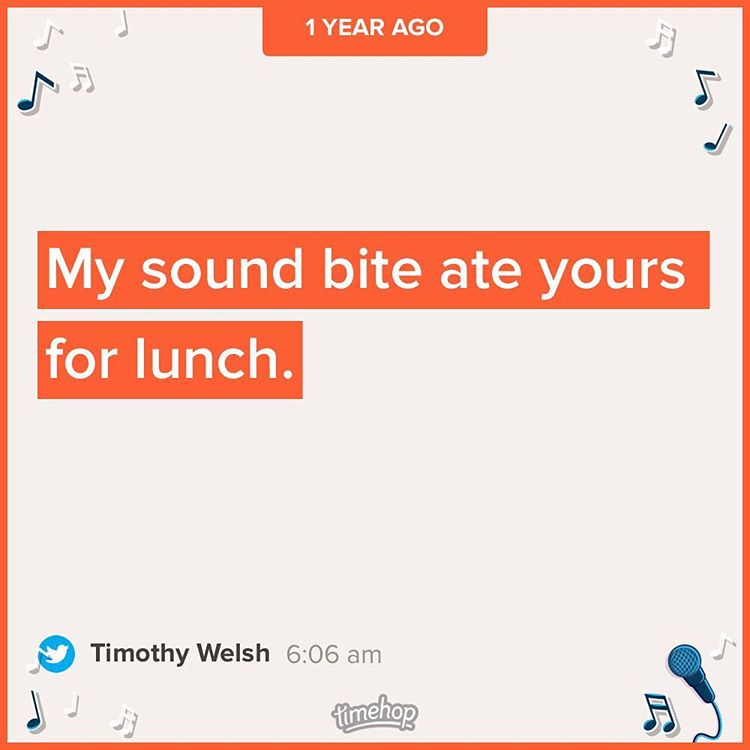 1 YEAR AGO
My sound bite ate yours
for lunch.
Timothy Welsh 6:06 am
timehop